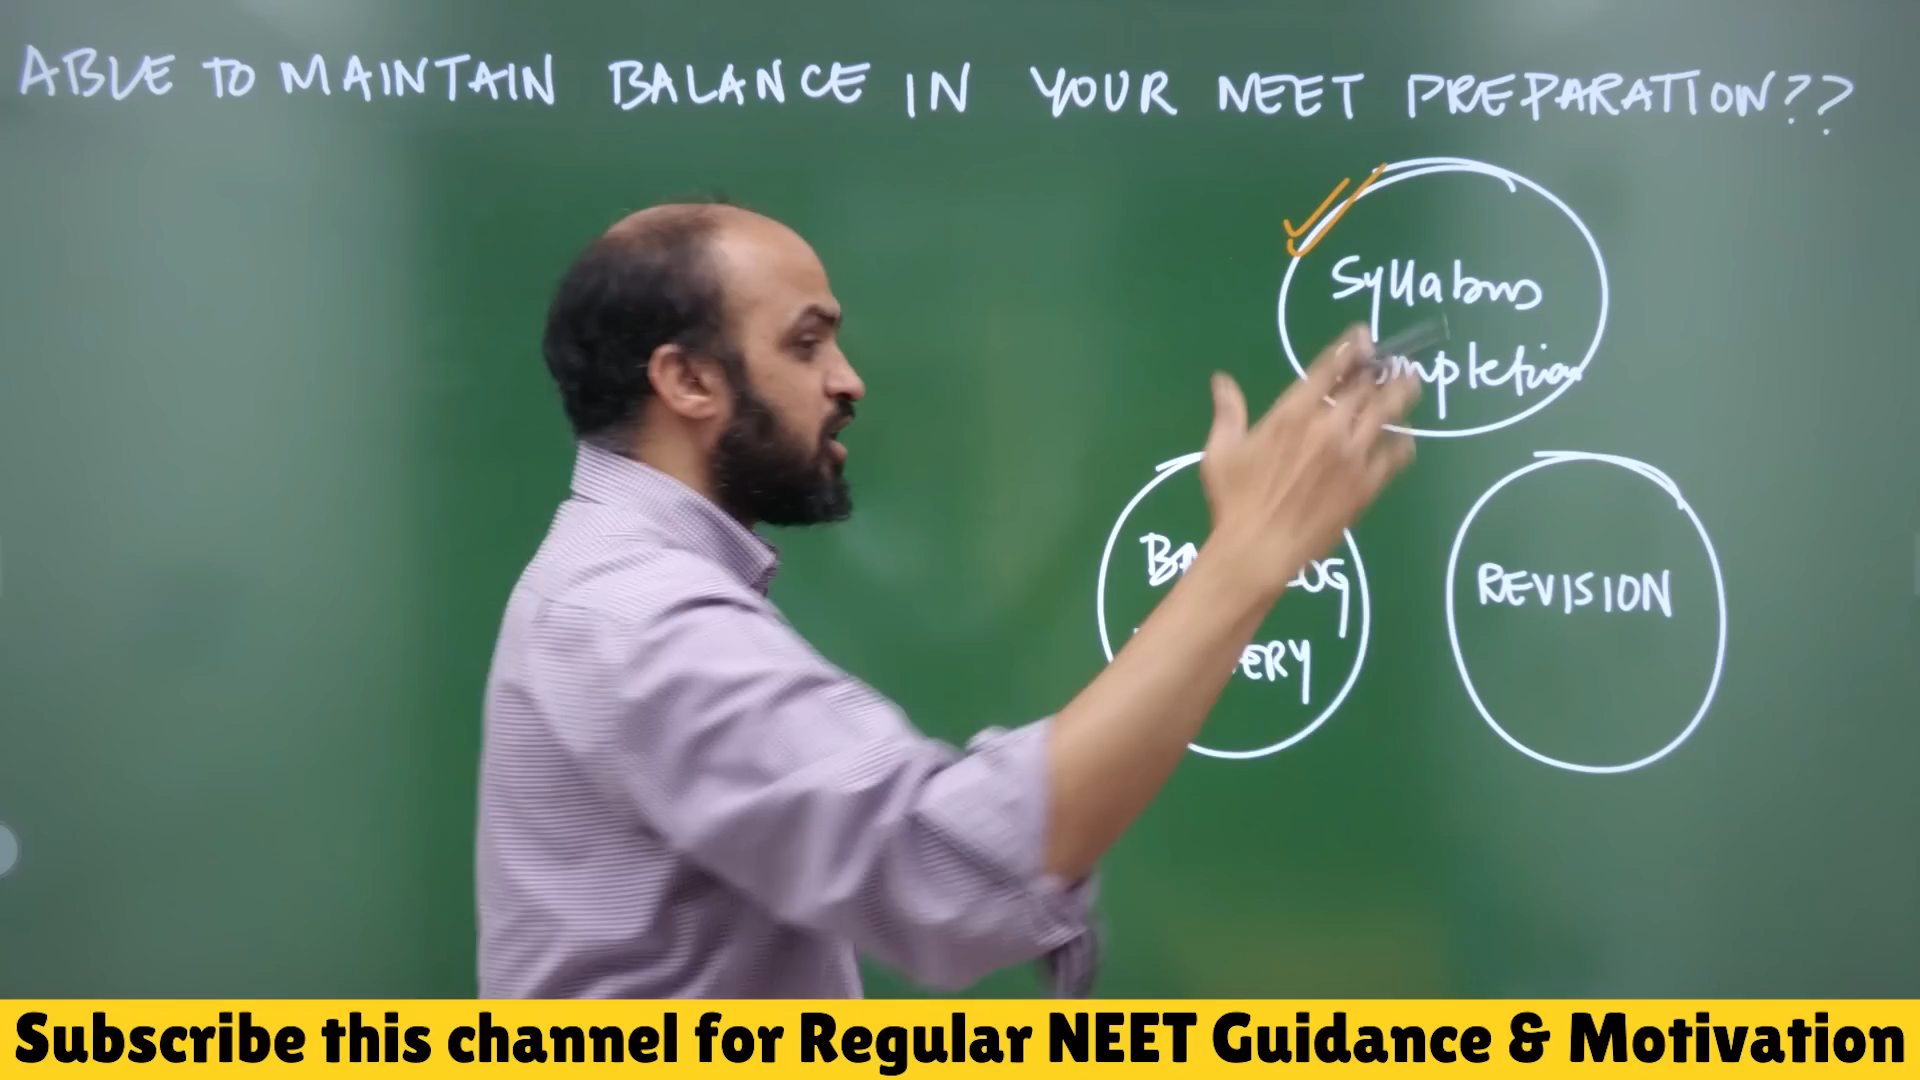 ABLE TO MAINTAIN BALANCE IN YOUR NEET PREPARATION??
Syllabus
REVISION
Subscribe this channel for Regular NEET Guidance & Motivation